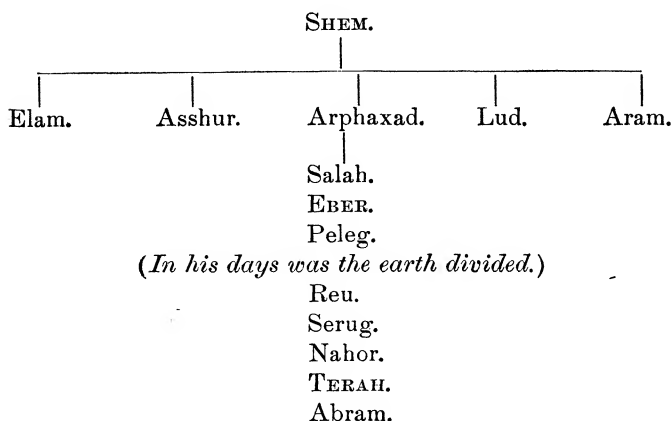 SHEM.
Elam. Asshur. Arphaxad. Lud. Aram.
Salah.
EBER.
Peleg.
(In his days was the earth divided.)
Reu.
Serug.
Nahor.
TERAH.
Abram.